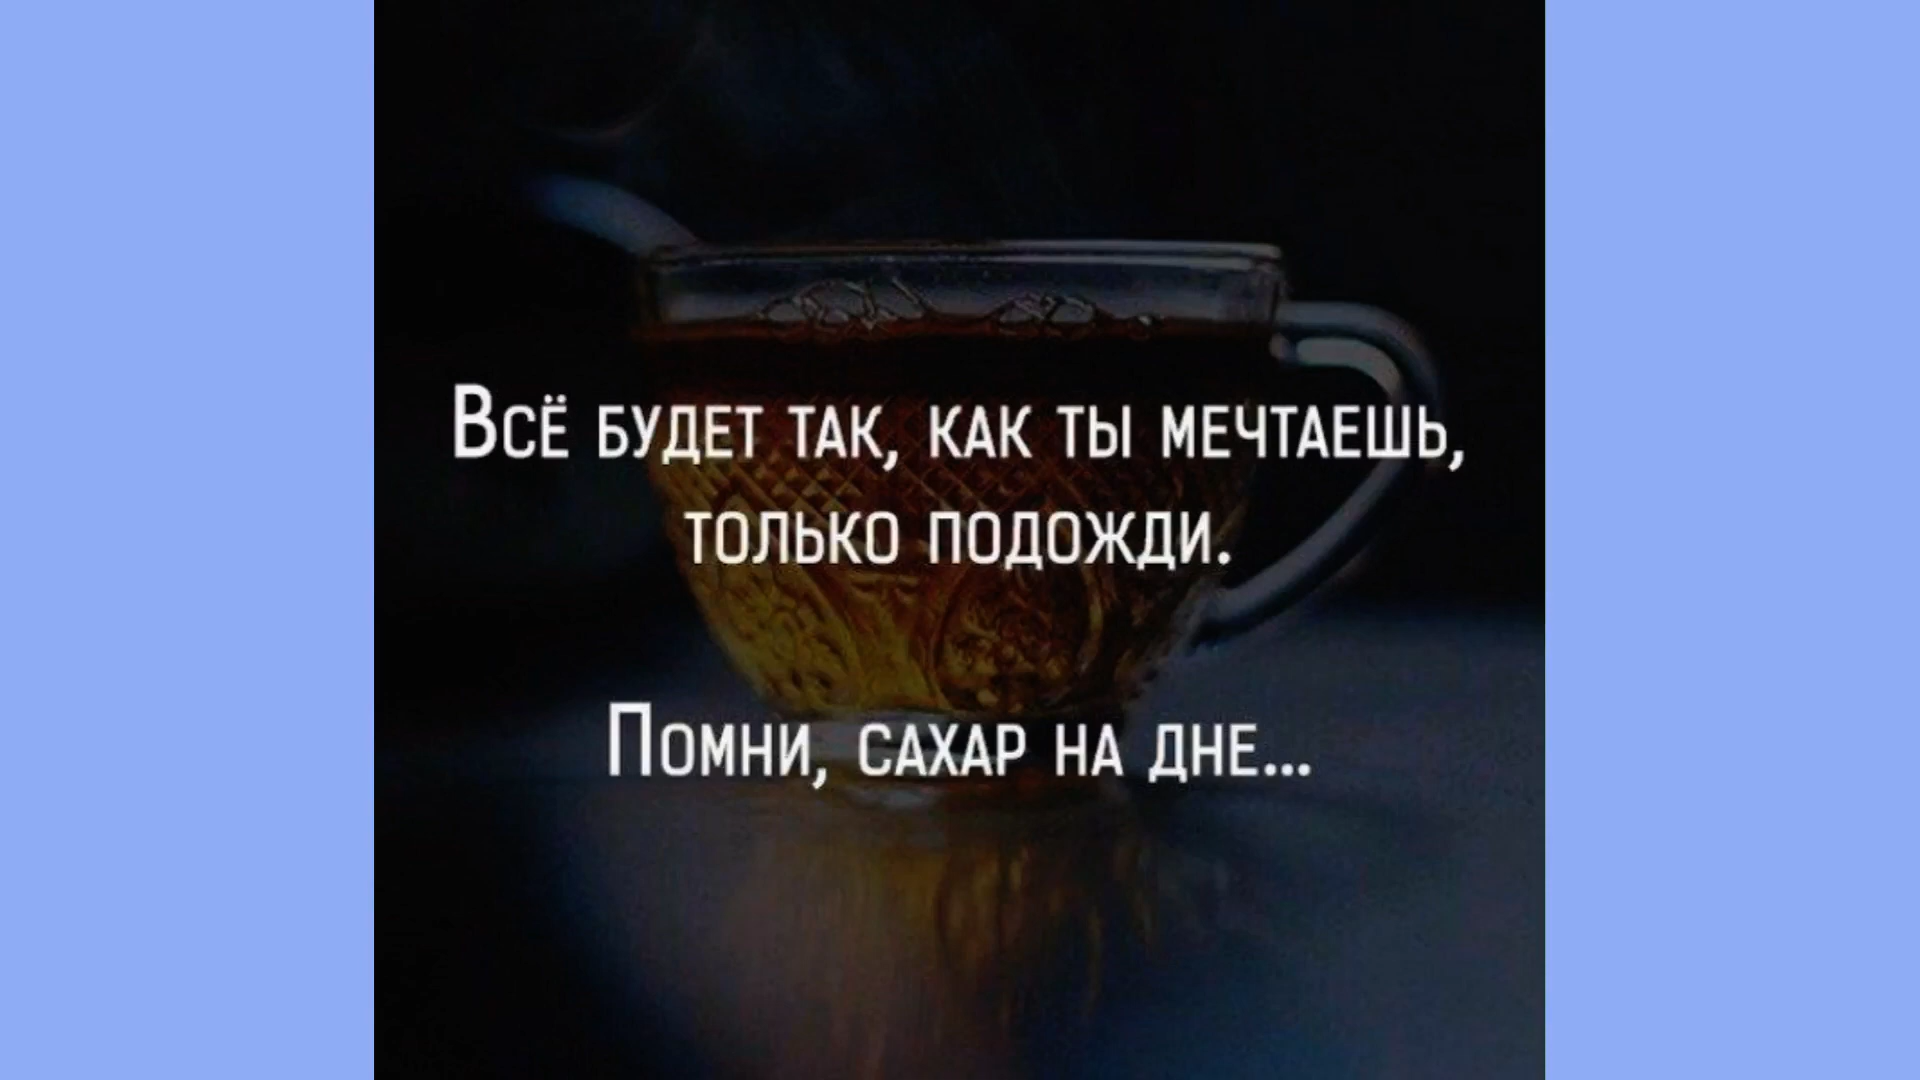 Всё будет так, как ты мечтаешь,
только подожди.
Помни, сахар на дне...